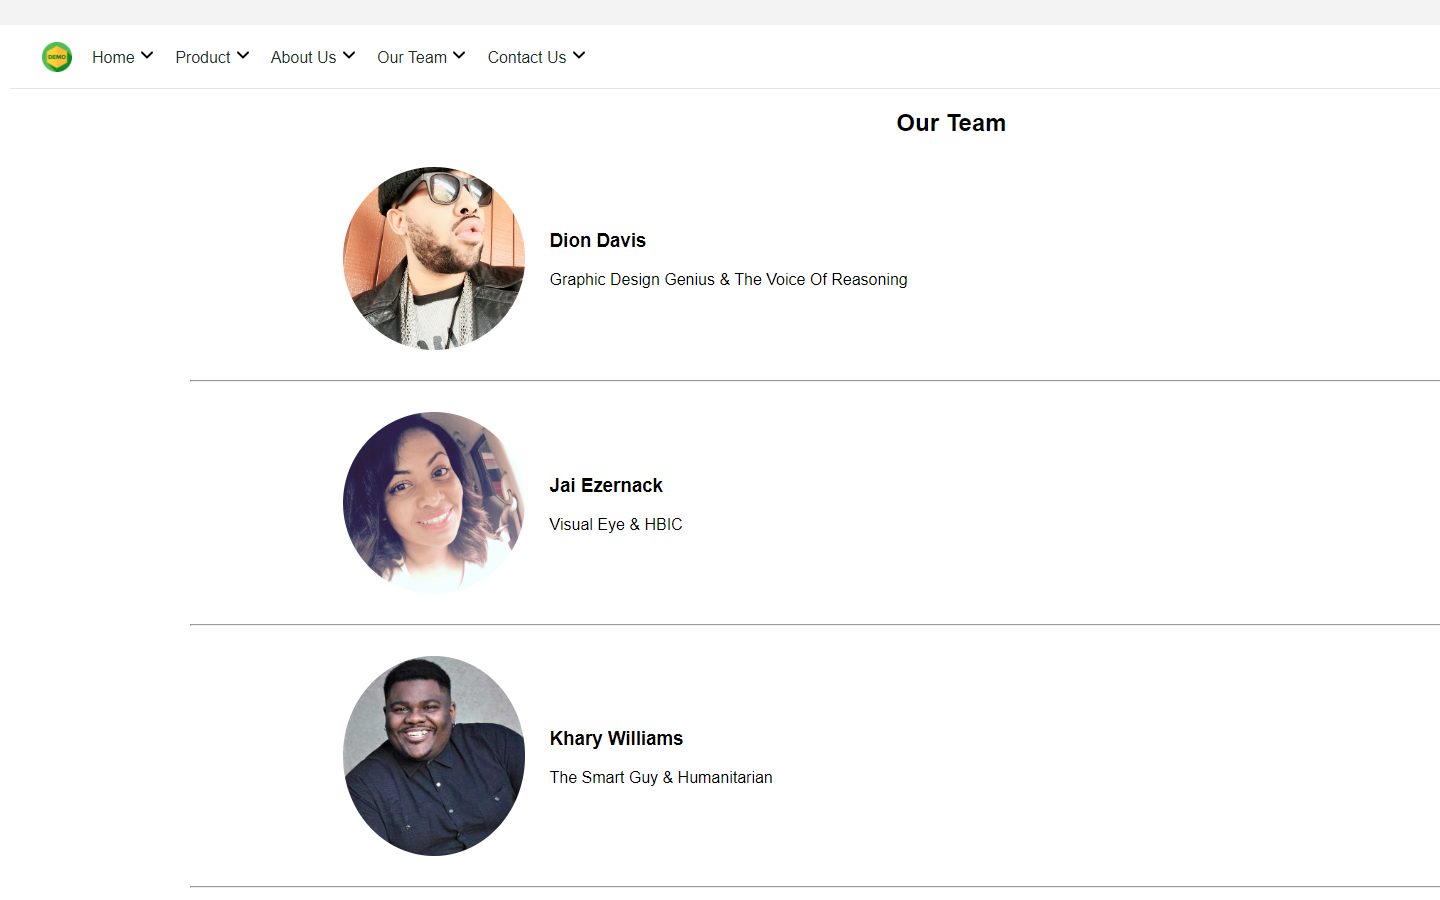 DEMO
Home Product About Us Our Team Contact Us
Our Team
Dion Davis
Graphic Design Genius & The Voice Of Reasoning
Jai Ezernack
Visual Eye & HBIC
Khary Williams
The Smart Guy & Humanitarian